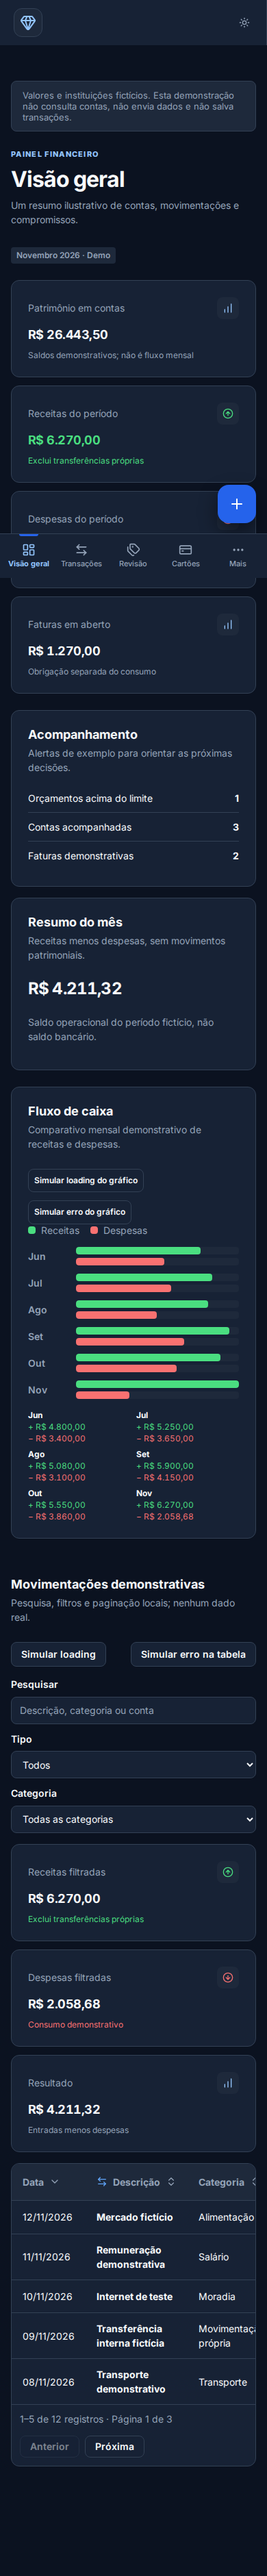 Valores e instituições fictícios. Esta demonstração
não consulta contas, não envia dados e não salva
transações.
PAINEL FINANCEIRO
Visão geral
Um resumo ilustrativo de contas, movimentações e
compromissos.
Novembro 2026 · Demo
Patrimônio em contas
R$ 26.443,50
Saldos demonstrativos; não é fluxo mensal
Receitas do período
R$ 6.270,00
Exclui transferências próprias
Despesas do período
Visão geral
Transações
Revisão
Cartões
Mais
Faturas em aberto
R$ 1.270,00
Obrigação separada do consumo
Acompanhamento
Alertas de exemplo para orientar as próximas
decisões.
Orçamentos acima do limite 1
Contas acompanhadas 3
Faturas demonstrativas 2
Resumo do mês
Receitas menos despesas, sem movimentos
patrimoniais.
R$ 4.211,32
Saldo operacional do período fictício, não
saldo bancário.
Fluxo de caixa
Comparativo mensal demonstrativo de
receitas e despesas.
Simular loading do gráfico
Simular erro do gráfico
Receitas Despesas
Jun
Jul
Ago
Set
Out
Nov
Jun Jul
+ R$ 4.800,00 + R$ 5.250,00
− R$ 3.400,00 − R$ 3.650,00
Ago Set
+ R$ 5.080,00 + R$ 5.900,00
− R$ 3.100,00 − R$ 4.150,00
Out Nov
+ R$ 5.550,00 + R$ 6.270,00
− R$ 3.860,00 − R$ 2.058,68
Movimentações demonstrativas
Pesquisa, filtros e paginação locais; nenhum dado
real.
Simular loading Simular erro na tabela
Pesquisar
Descrição, categoria ou conta
Tipo
Todos
Categoria
Todas as categorias
Receitas filtradas
R$ 6.270,00
Exclui transferências próprias
Despesas filtradas
R$ 2.058,68
Consumo demonstrativo
Resultado
R$ 4.211,32
Entradas menos despesas
Data Descrição Categoria
12/11/2026 Mercado fictício Alimentação
11/11/2026 Remuneração demonstrativa Salário
10/11/2026 Internet de teste Moradia
09/11/2026 Transferência interna fictícia Movimentaçã própria
08/11/2026 Transporte demonstrativo Transporte
1–5 de 12 registros · Página 1 de 3
Anterior Próxima